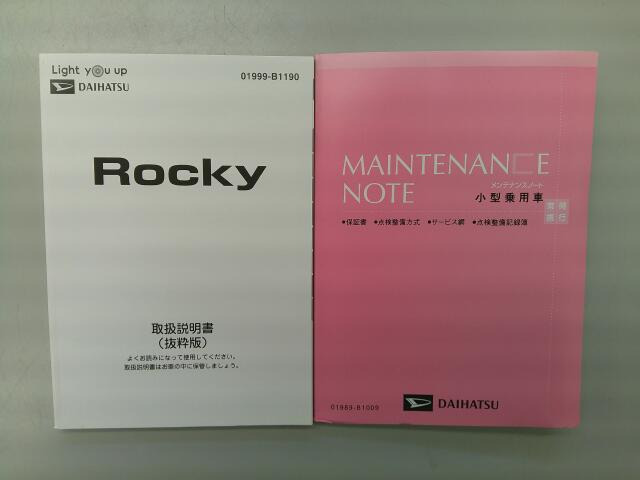 Light you up
DAIHATSU
01999-B1190
Rocky
取扱説明書
（抜粋版）
よくお読みになって使用してください。
取扱説明書はお車の中に保管しましょう。
MAINTENANCE
NOTE
メンテナンスノート
小型乗用車
常時
携行
●保証書 ●点検整備方式 ●サービス網 ●点検整備記録簿
01989-B1009
DAIHATSU